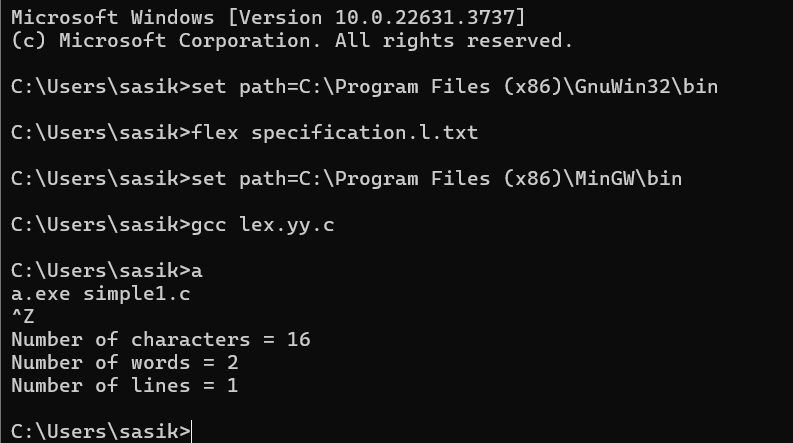 Microsoft Windows [Version 10.0.22631.3737]
(c) Microsoft Corporation. All rights reserved.
C:\Users\sasik>set path=C:\Program Files (x86)\GnuWin32\bin
C:\Users\sasik>flex specification.l.txt
C:\Users\sasik>set path=C:\Program Files (x86)\MinGW\bin
C:\Users\sasik>gcc lex.yy.c
C:\Users\sasik>a
a.exe simple1.c
^Z
Number of characters = 16
Number of words = 2
Number of lines = 1
C:\Users\sasik>